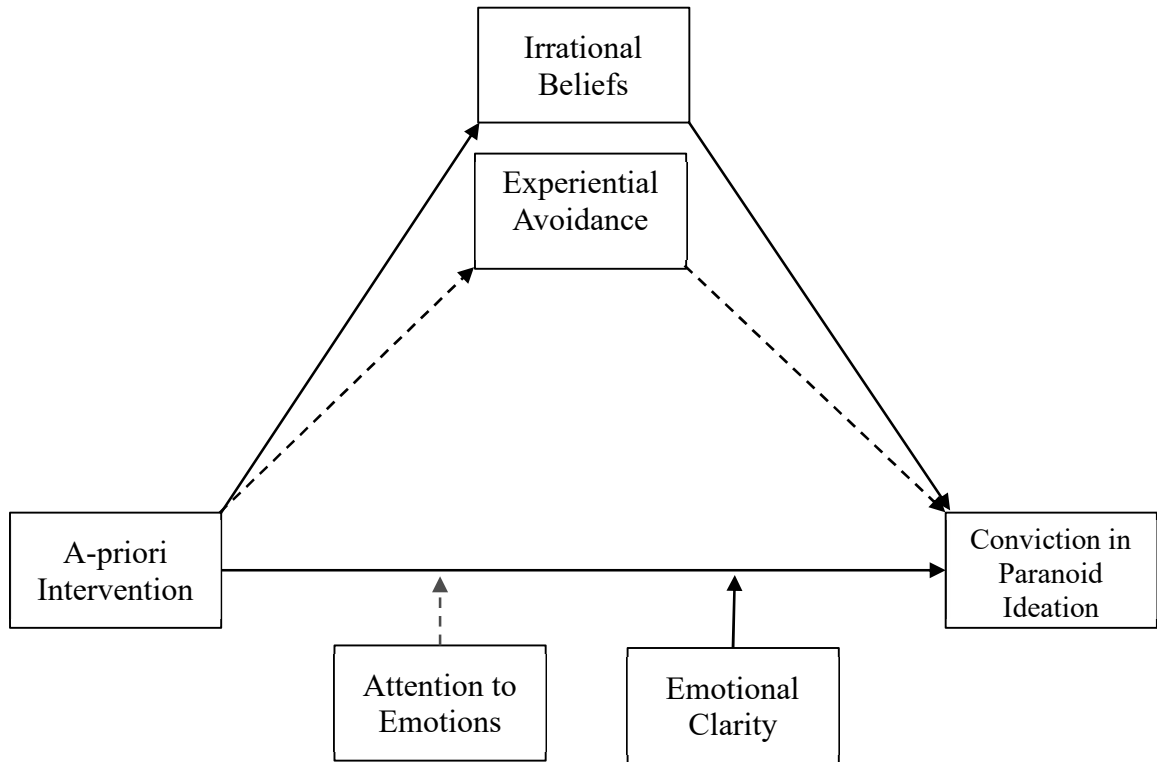 Irrational
Beliefs
Experiential
Avoidance
A-priori
Intervention
Conviction in
Paranoid
Ideation
Attention to
Emotions
Emotional
Clarity